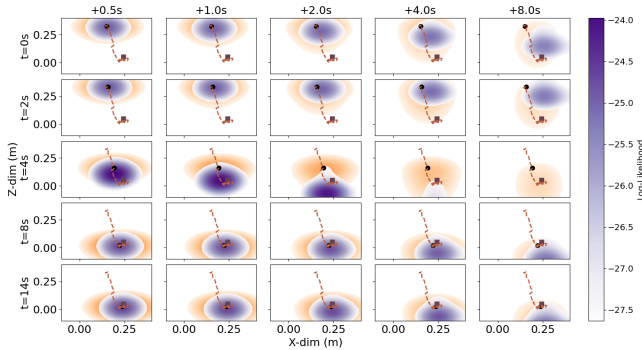 +0.5s +1.0s +2.0s +4.0s +8.0s
t=0s 0.25 0.00
t=2s 0.25 0.00
t=4s 0.25 0.00
t=8s 0.25 0.00
t=14s 0.25 0.00
Z-dim (m)
0.00 0.25 0.00 0.25 0.00 0.25 0.00 0.25 0.00 0.25
X-dim (m)
−24.0
−24.5
−25.0
−25.5
−26.0
−26.5
−27.0
−27.5
Log-Likelihood